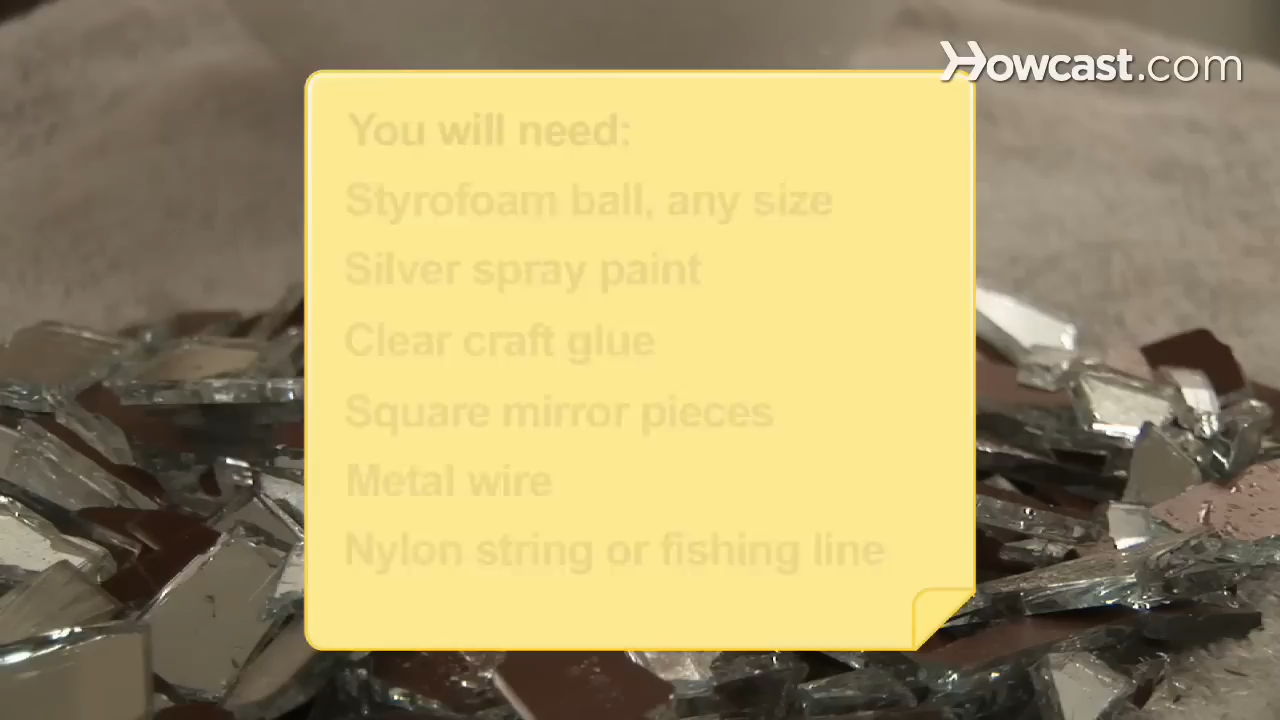 Howcast.com
You will need:
Styrofoam ball, any size
Silver spray paint
Clear craft glue
Square mirror pieces
Metal wire
Nylon string or fishing line